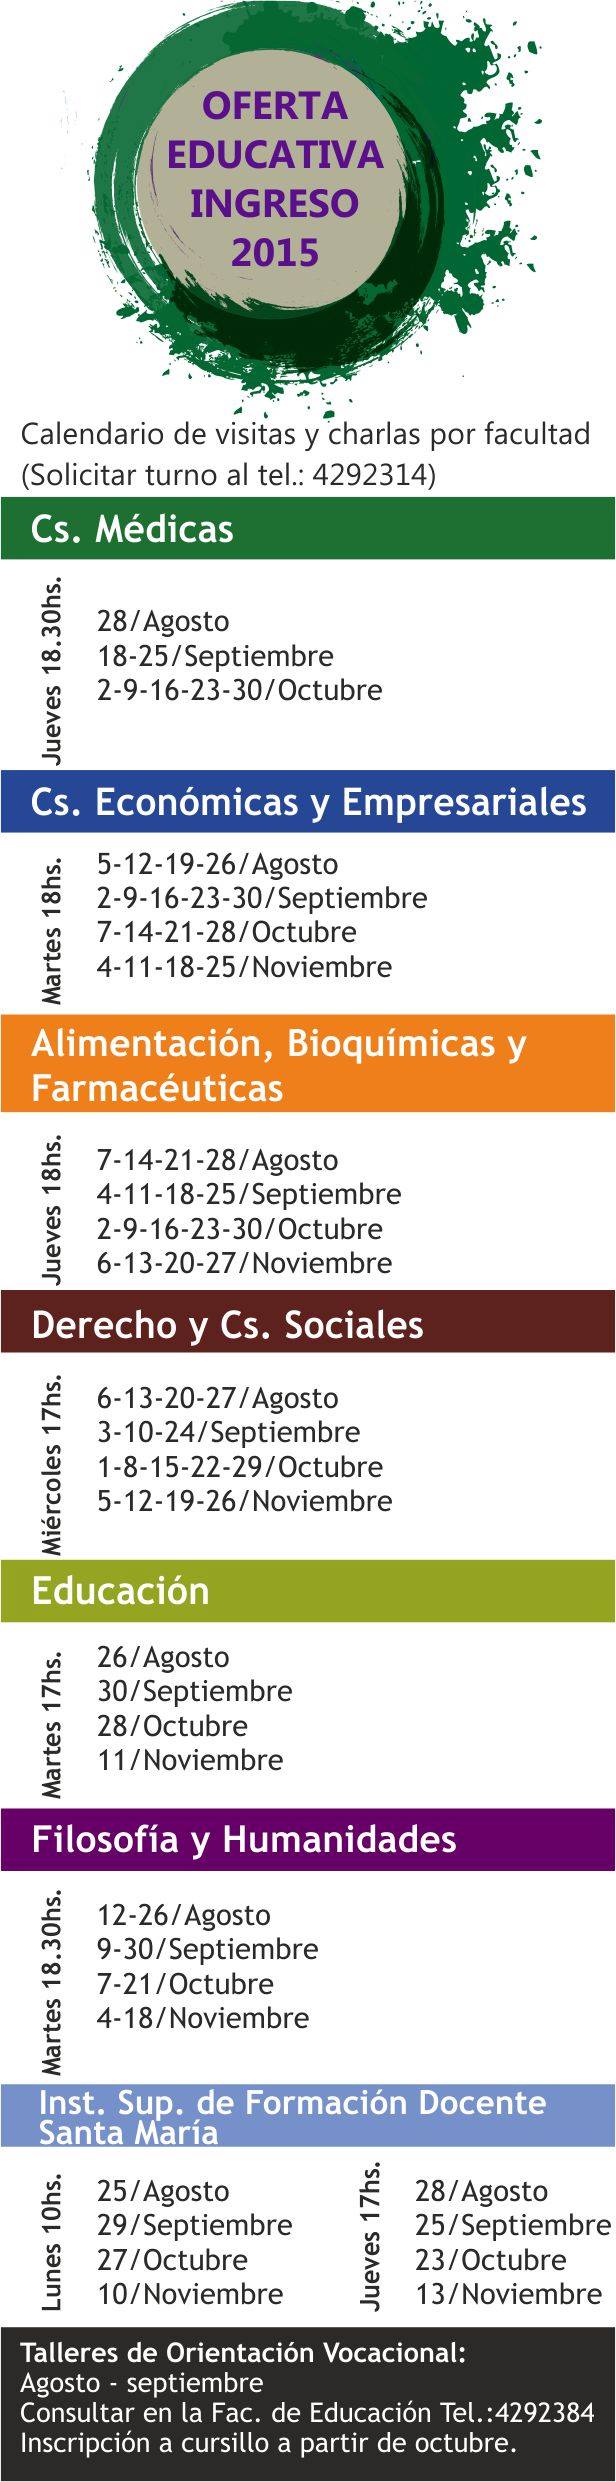 OFERTA
EDUCATIVA
INGRESO
2015
Calendario de visitas y charlas por facultad
(Solicitar turno al tel.: 4292314)
Cs. Médicas
Jueves 18.30hs.
28/Agosto
18-25/Septiembre
2-9-16-23-30/Octubre
Cs. Económicas y Empresariales
Martes 18hs.
5-12-19-26/Agosto
2-9-16-23-30/Septiembre
7-14-21-28/Octubre
4-11-18-25/Noviembre
Alimentación, Bioquímicas y
Farmacéuticas
Jueves 18hs.
7-14-21-28/Agosto
4-11-18-25/Septiembre
2-9-16-23-30/Octubre
6-13-20-27/Noviembre
Derecho y Cs. Sociales
Miércoles 17hs.
6-13-20-27/Agosto
3-10-24/Septiembre
1-8-15-22-29/Octubre
5-12-19-26/Noviembre
Educación
Martes 17hs.
26/Agosto
30/Septiembre
28/Octubre
11/Noviembre
Filosofía y Humanidades
Martes 18.30hs.
12-26/Agosto
9-30/Septiembre
7-21/Octubre
4-18/Noviembre
Inst. Sup. de Formación Docente
Santa María
Lunes 10hs.
25/Agosto
29/Septiembre
27/Octubre
10/Noviembre
Jueves 17hs.
28/Agosto
25/Septiembre
23/Octubre
13/Noviembre
Talleres de Orientación Vocacional:
Agosto - septiembre
Consultar en la Fac. de Educación Tel.:4292384
Inscripción a cursillo a partir de octubre.